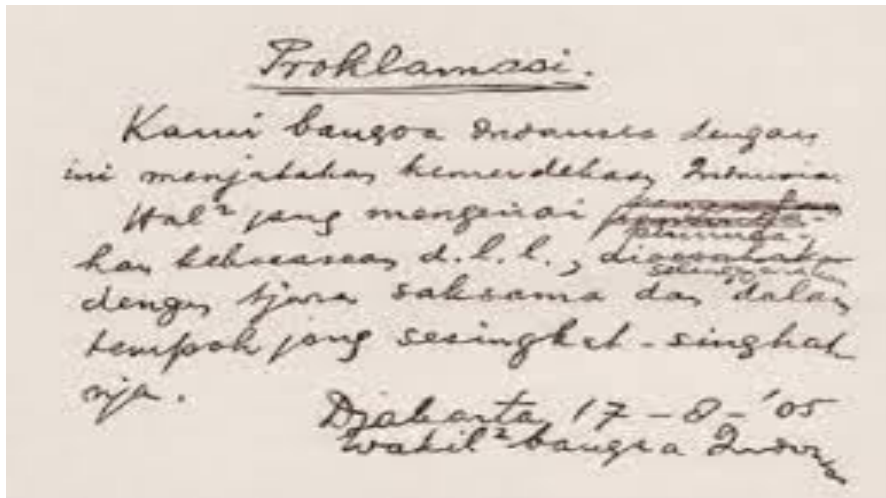 Proklamasi.
Kami bangsa Indonesia dengan
ini menjatakan kemerdekaan Indonesia.
Hal² jang mengenai pemindahan
kan kekoeasaan d.l.l., diselenggarakan
dengan tjara saksama dan dalam
tempoh jang sesingkat-singkat
nja.
Djakarta 17 - 8 - '05
Wakil² bangsa Indonesia